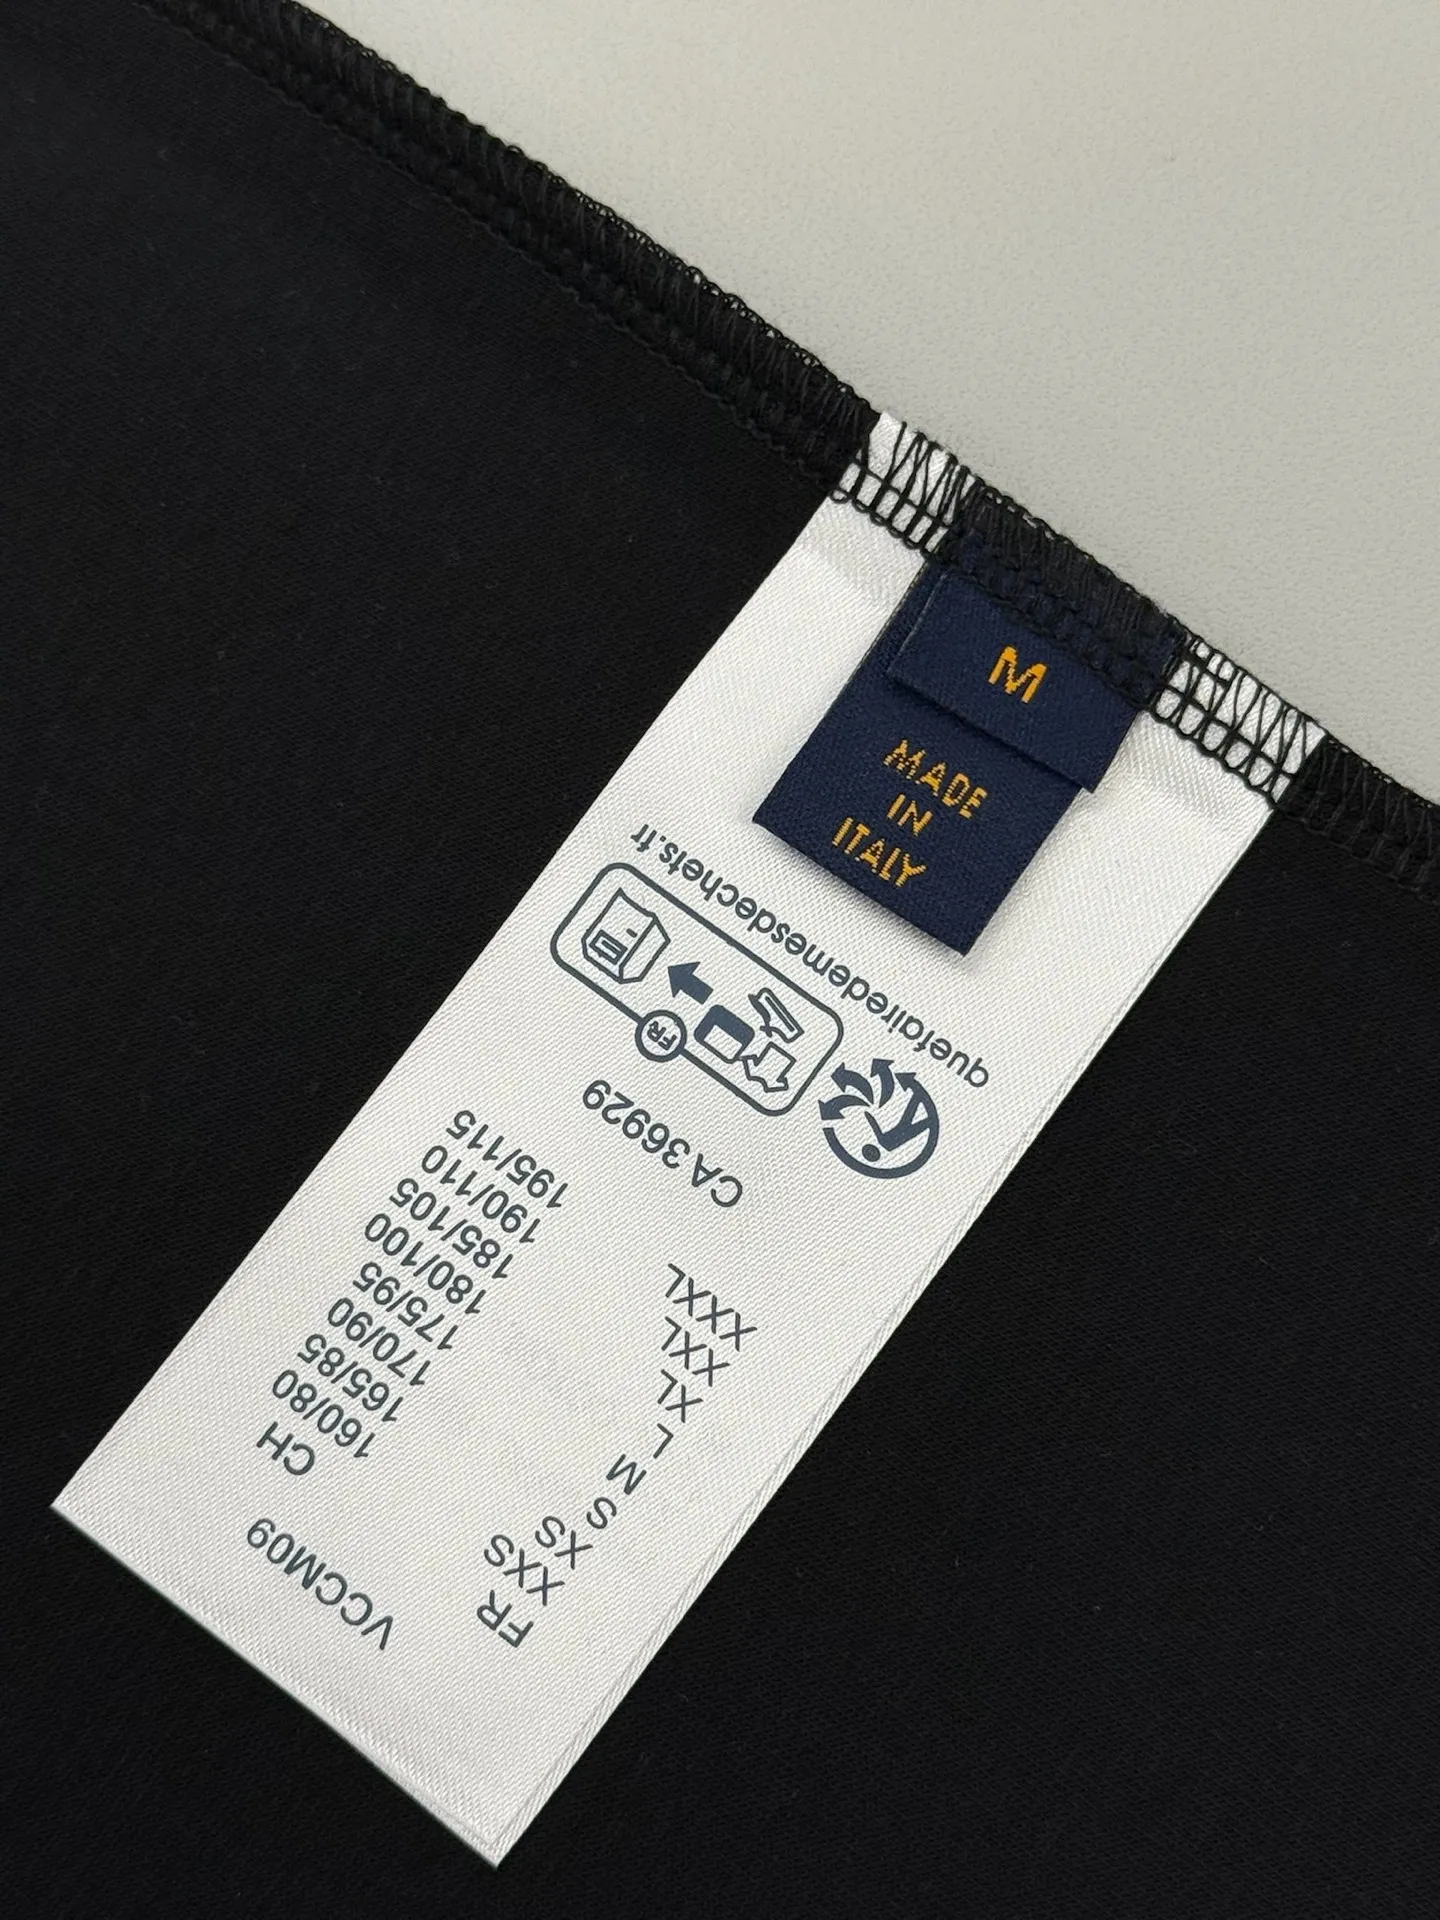 M
MADE
IN
ITALY
VCCM09
FR CH
XXS 160/80
XS 165/85
S 170/90
M 175/95
L 180/100
XL 185/105
XXL 190/110
XXXL 195/115
CA 36929
FR
quefairedemesdechets.fr